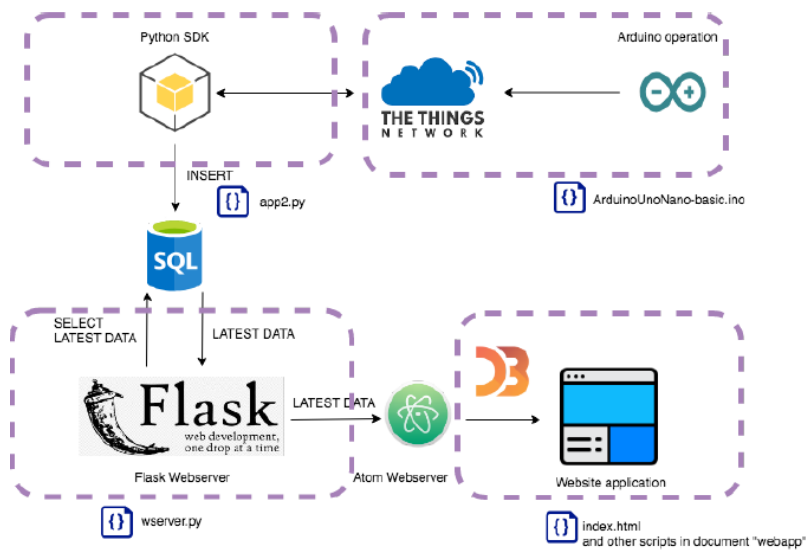 Python SDK
Arduino operation
THE THINGS
NETWORK
INSERT
{} app2.py
{} ArduinoUnoNano-basic.ino
SQL
SELECT
LATEST DATA
LATEST DATA
Flask
web development,
one drop at a time
LATEST DATA
D3
Flask Webserver
Atom Webserver
Website application
{} wserver.py
{} index.html
and other scripts in document "webapp"